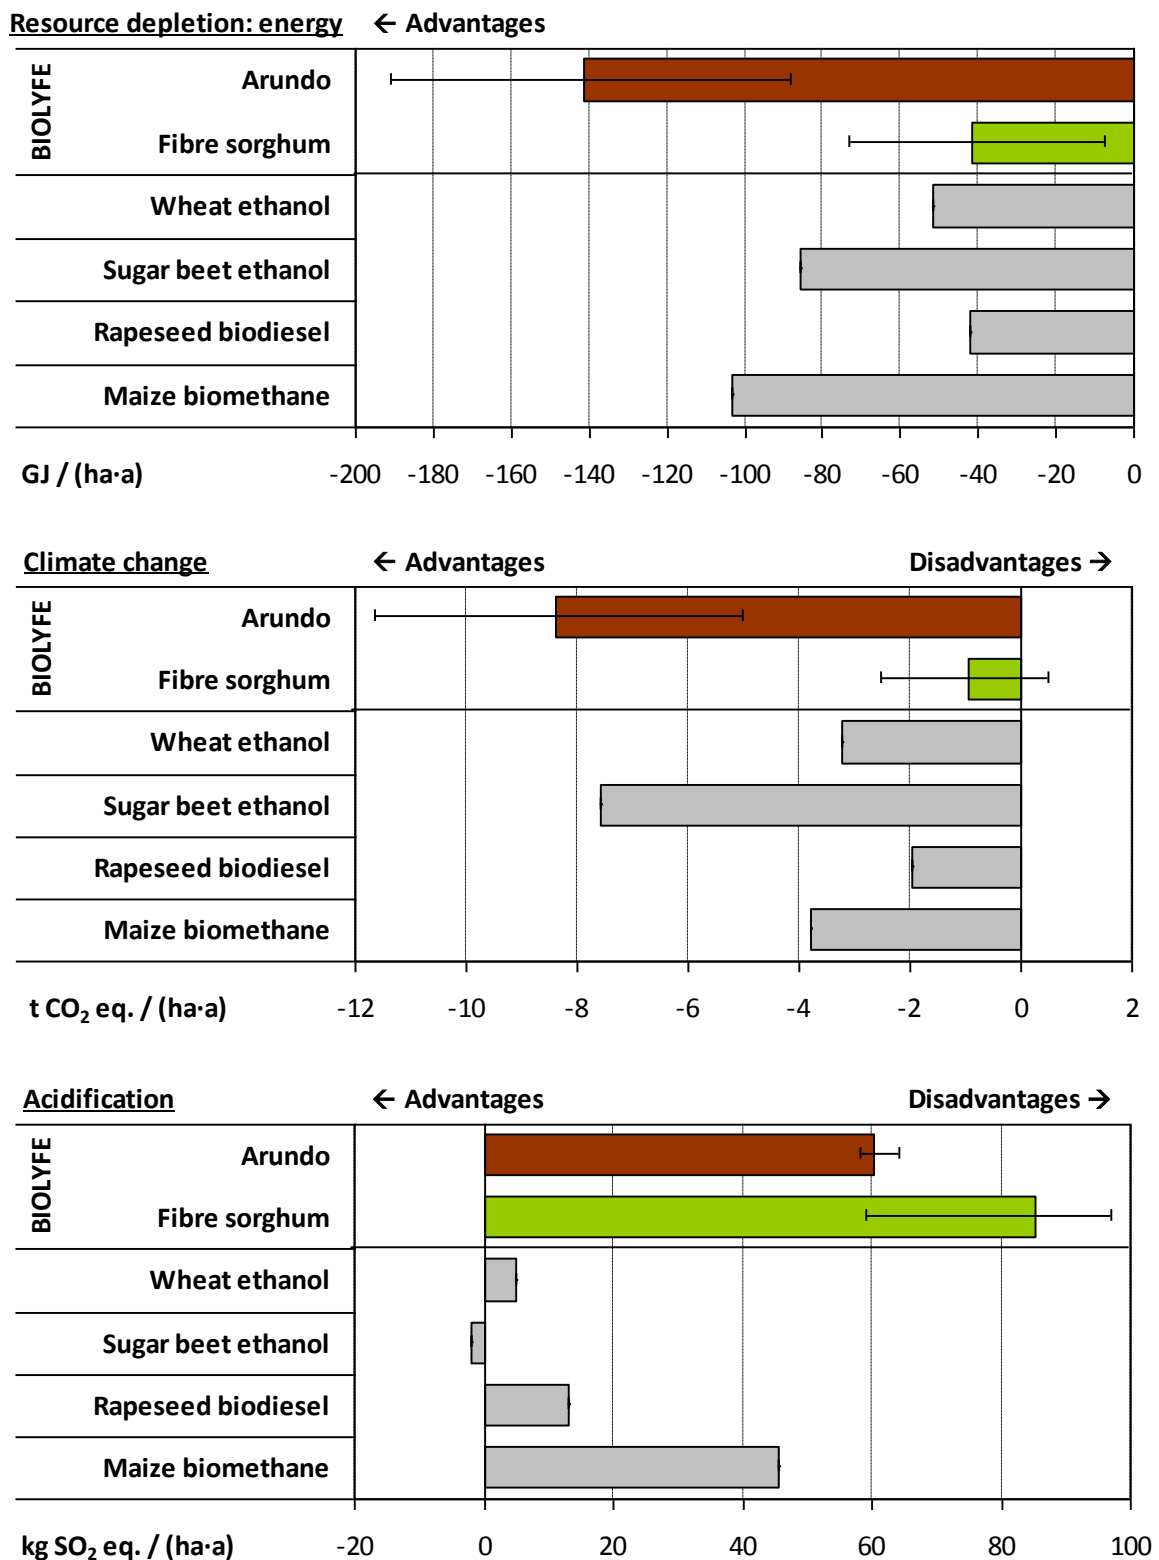 Resource depletion: energy ← Advantages
BIOLYFE
Arundo
Fibre sorghum
Wheat ethanol
Sugar beet ethanol
Rapeseed biodiesel
Maize biomethane
GJ / (ha·a) -200 -180 -160 -140 -120 -100 -80 -60 -40 -20 0
Climate change ← Advantages Disadvantages →
BIOLYFE
Arundo
Fibre sorghum
Wheat ethanol
Sugar beet ethanol
Rapeseed biodiesel
Maize biomethane
t CO₂ eq. / (ha·a) -12 -10 -8 -6 -4 -2 0 2
Acidification ← Advantages Disadvantages →
BIOLYFE
Arundo
Fibre sorghum
Wheat ethanol
Sugar beet ethanol
Rapeseed biodiesel
Maize biomethane
kg SO₂ eq. / (ha·a) -20 0 20 40 60 80 100